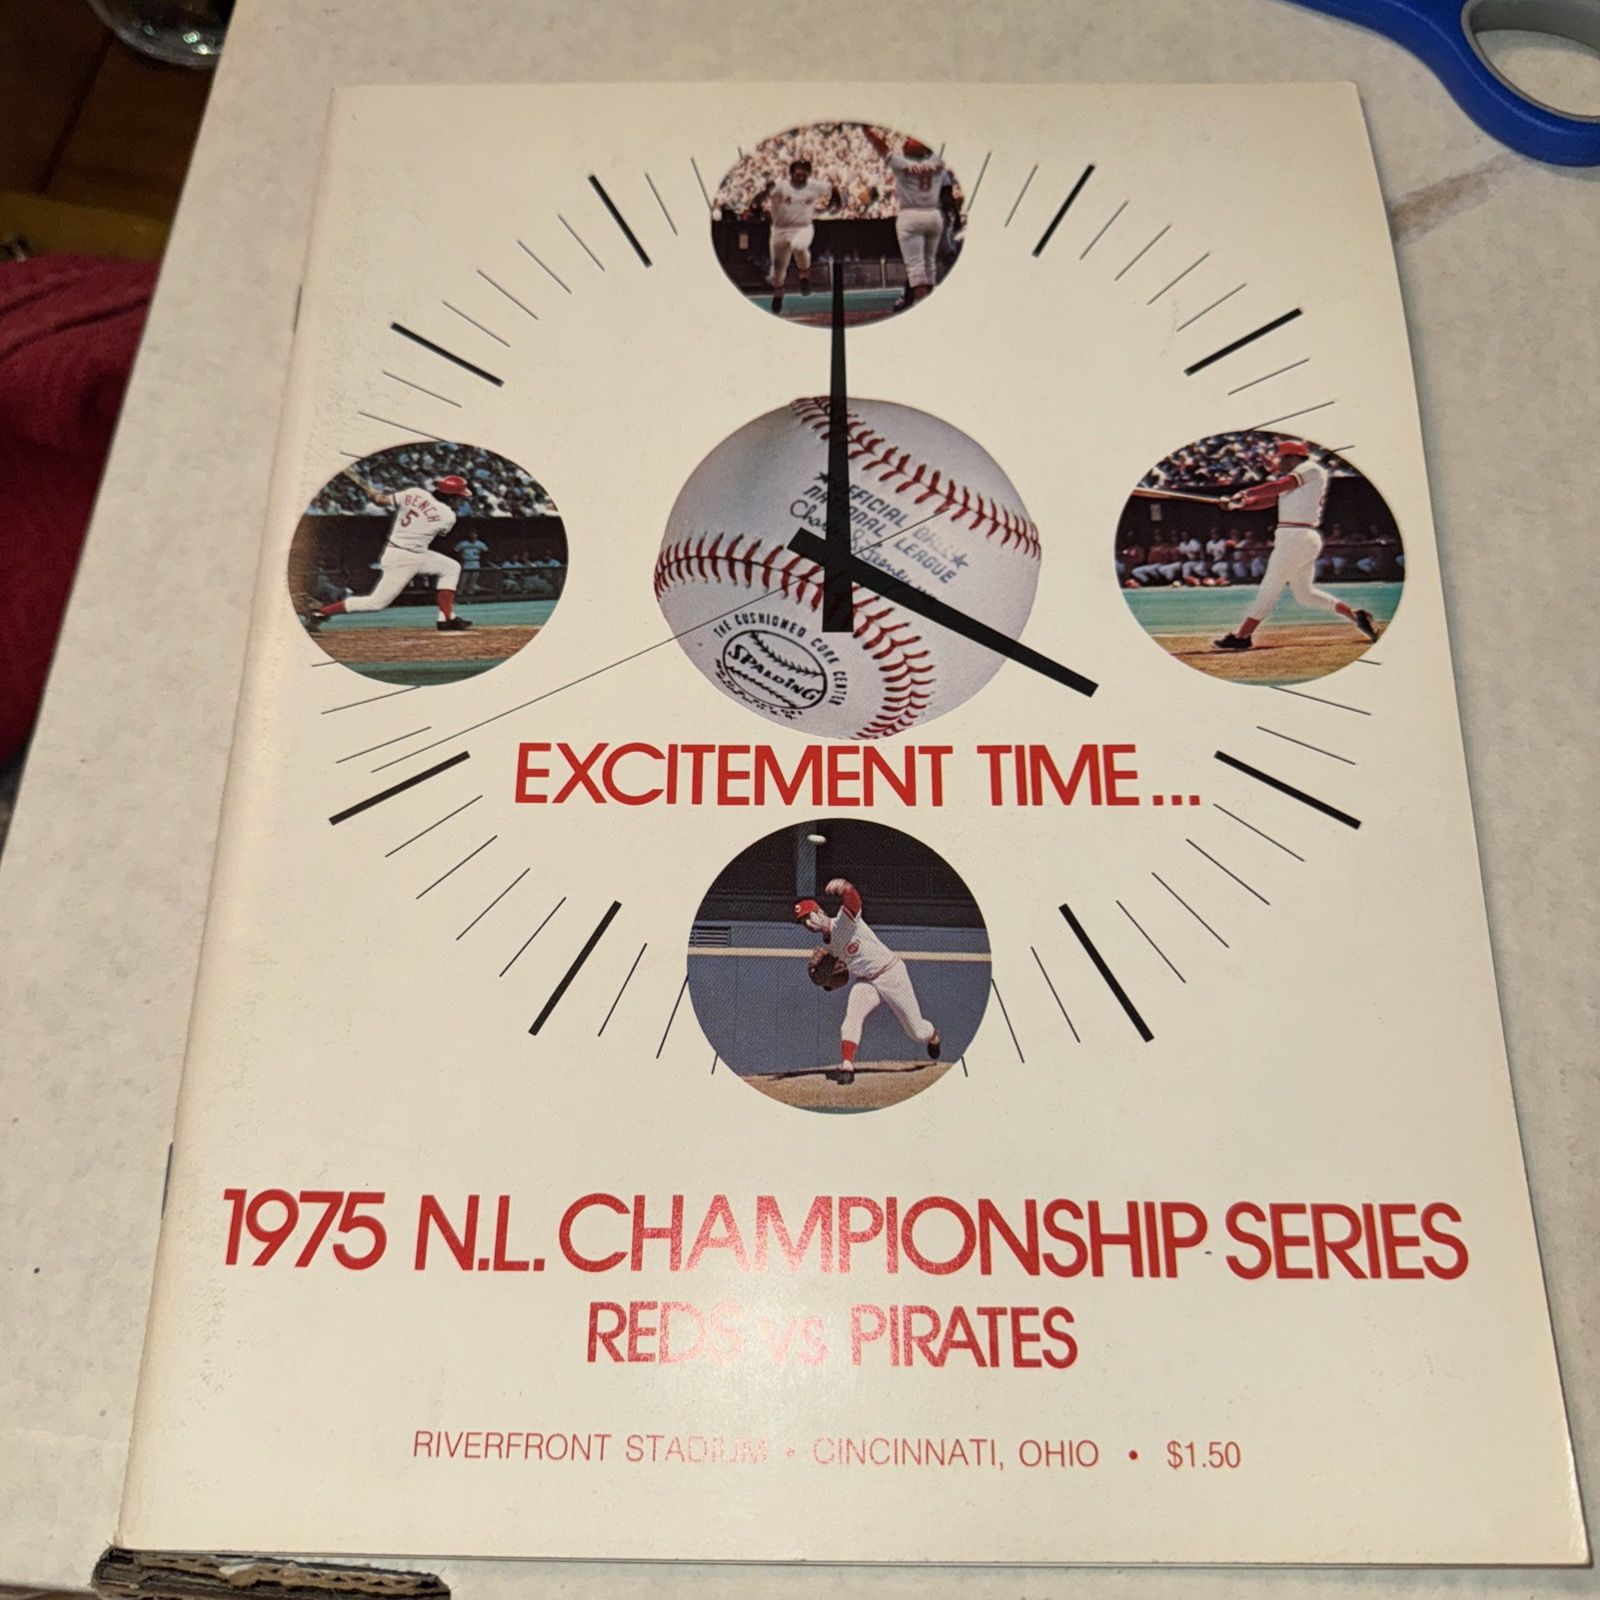 BENCH
5
8
OFFICIAL BALL
NATIONAL LEAGUE
THE CUSHIONED CORK CENTER
SPALDING
EXCITEMENT TIME...
1975 N.L. CHAMPIONSHIP SERIES
REDS vs PIRATES
RIVERFRONT STADIUM • CINCINNATI, OHIO • $1.50